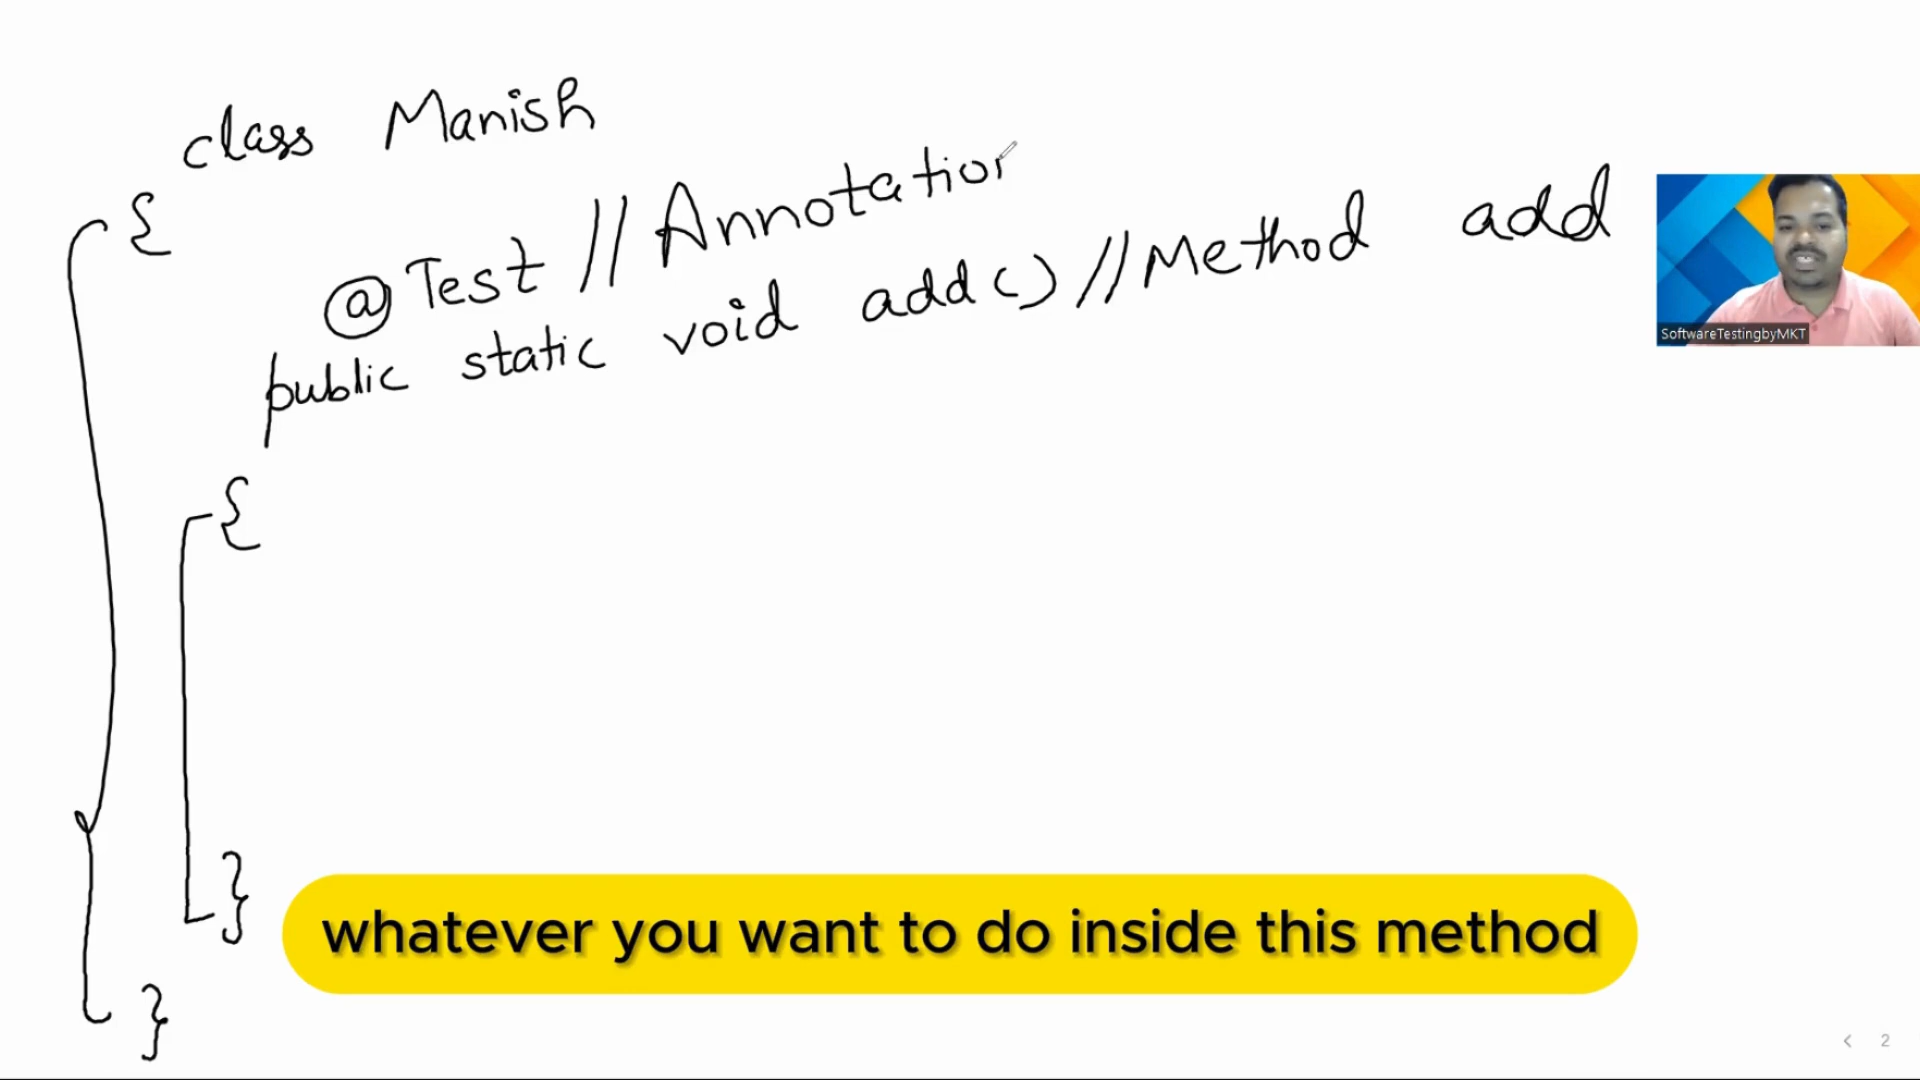 class Manish
{
@Test // Annotation
public static void add() // Method add
{
}
}
SoftwareTestingbyMKT
whatever you want to do inside this method
< 2